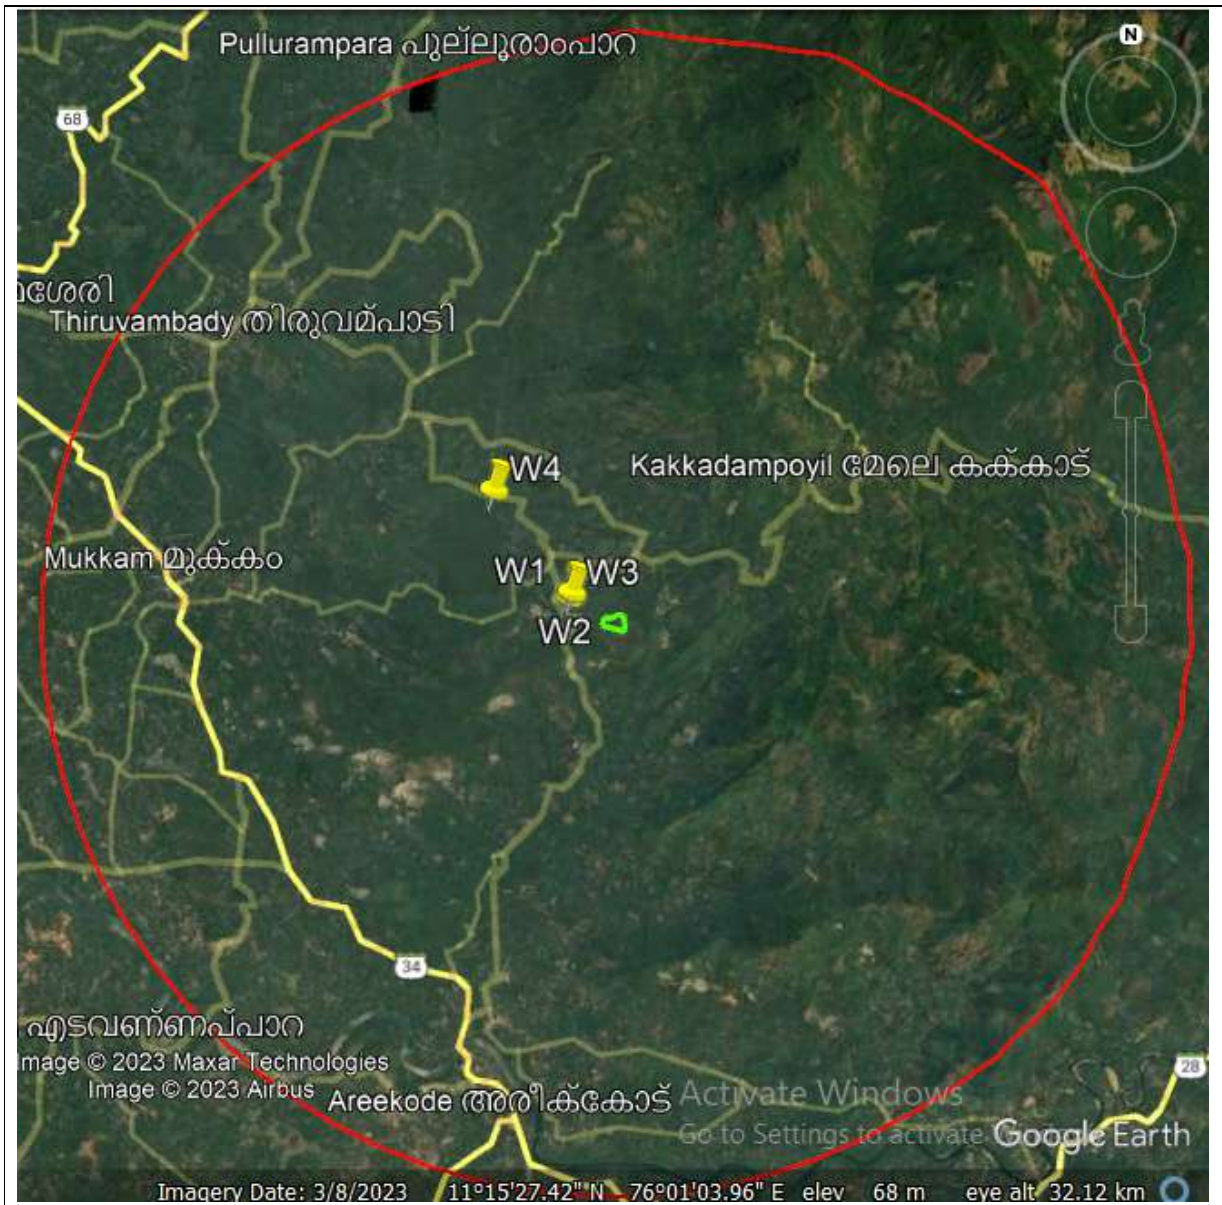 N
Pullurampara പുല്ലൂരാംപാറ
68
ശേരി
Thiruvambady തിരുവമ്പാടി
W4
Kakkadampoyil മേലെ കക്കാട്
Mukkam മുക്കം
W1
W3
W2
34
എടവണ്ണപ്പാറ
Image © 2023 Maxar Technologies
Image © 2023 Airbus
Areekode അരീക്കോട്
Activate Windows
Go to Settings to activate
28
Google Earth
Imagery Date: 3/8/2023 11°15'27.42" N 76°01'03.96" E elev 68 m eye alt 32.12 km